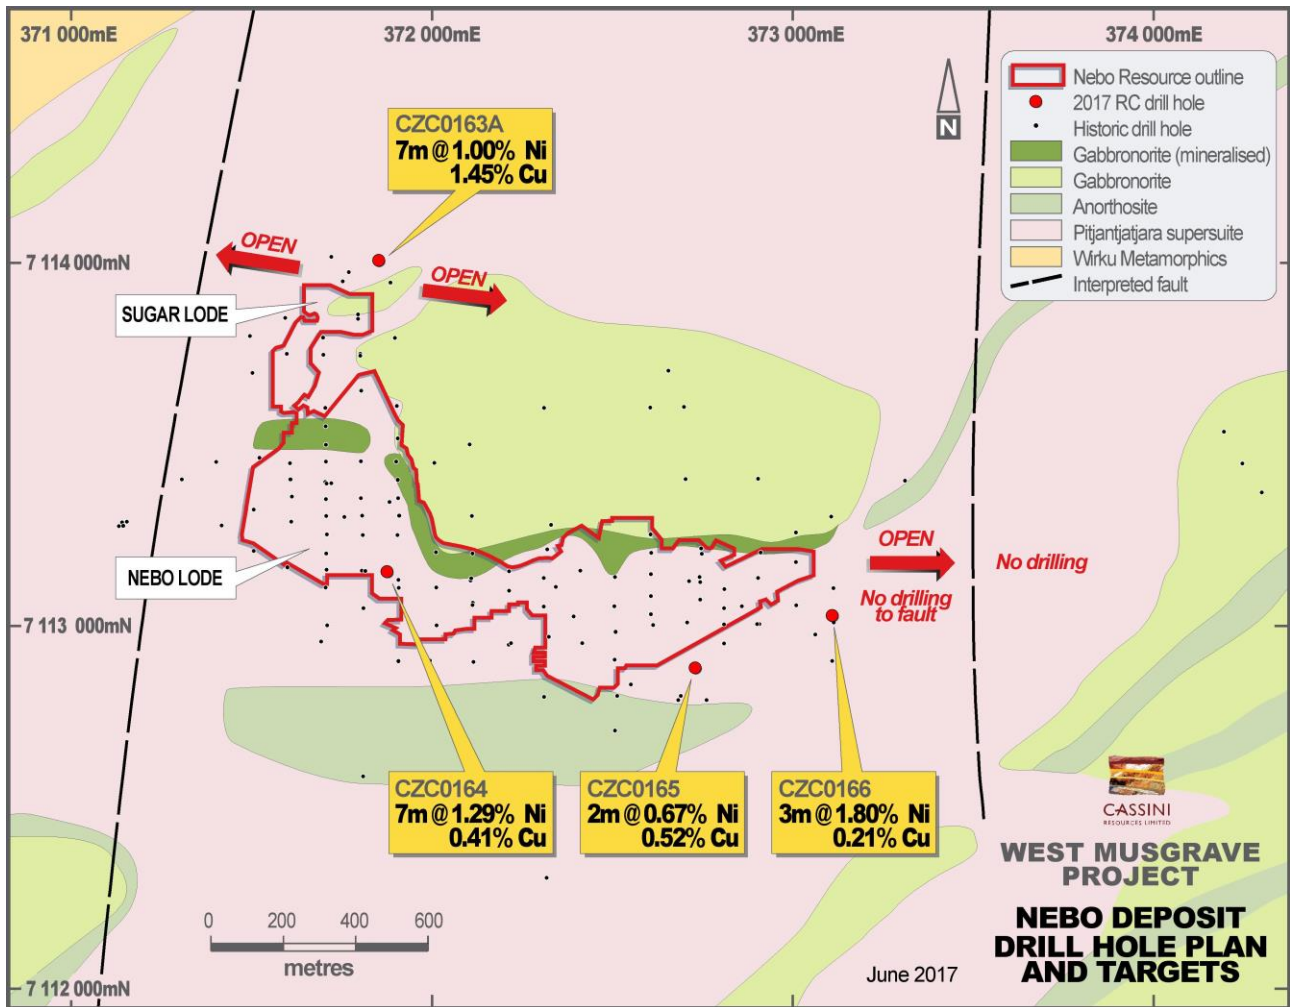 371 000mE
372 000mE
373 000mE
374 000mE
Nebo Resource outline
2017 RC drill hole
Historic drill hole
Gabbronorite (mineralised)
Gabbronorite
Anorthosite
Pitjantjatjara supersuite
Wirku Metamorphics
Interpreted fault
N
CZC0163A
7m @ 1.00% Ni
1.45% Cu
7 114 000mN
OPEN
OPEN
SUGAR LODE
NEBO LODE
OPEN
No drilling
No drilling
to fault
7 113 000mN
CZC0164
7m @ 1.29% Ni
0.41% Cu
CZC0165
2m @ 0.67% Ni
0.52% Cu
CZC0166
3m @ 1.80% Ni
0.21% Cu
CASSINI
RESOURCES LIMITED
WEST MUSGRAVE
PROJECT
NEBO DEPOSIT
DRILL HOLE PLAN
AND TARGETS
0 200 400 600
metres
June 2017
7 112 000mN